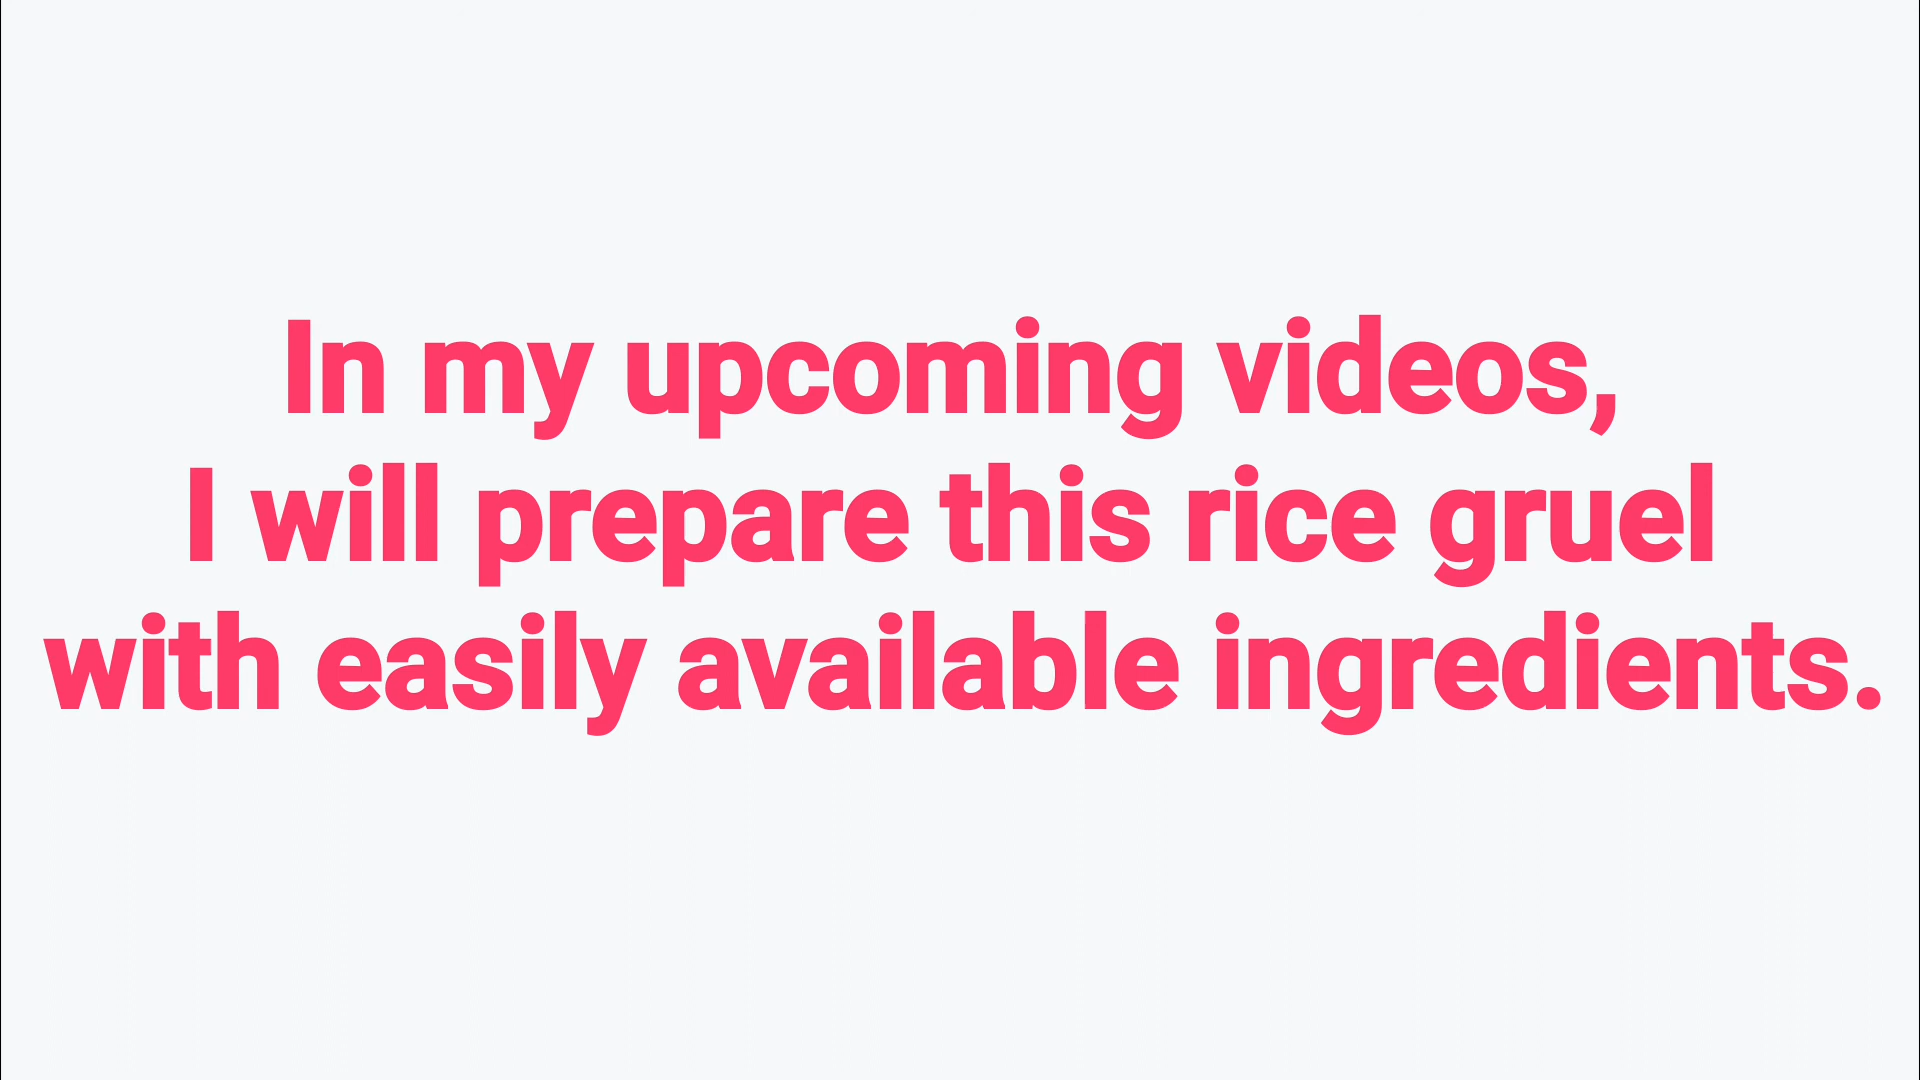 In my upcoming videos,
I will prepare this rice gruel
with easily available ingredients.